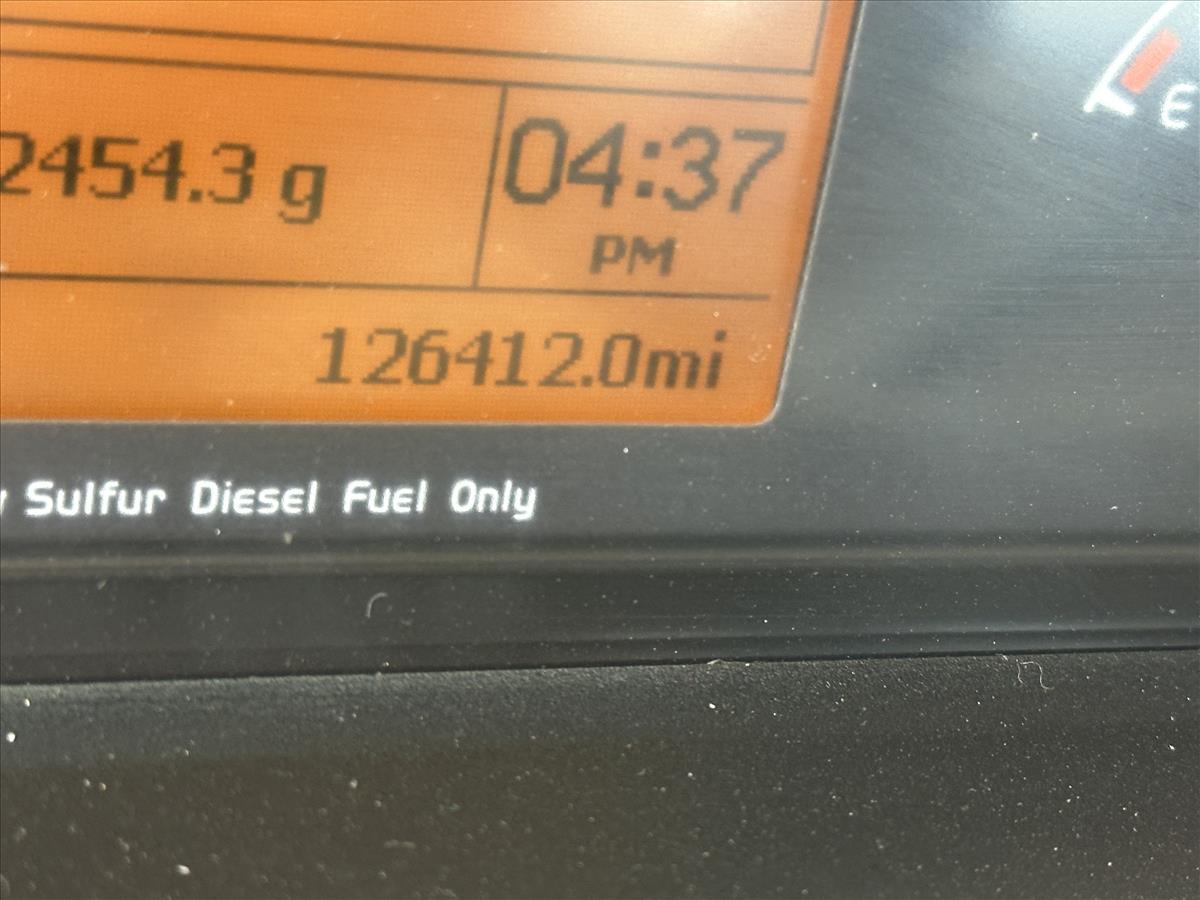 2454.3 g
04:37
PM
126412.0mi
Sulfur Diesel Fuel Only
E